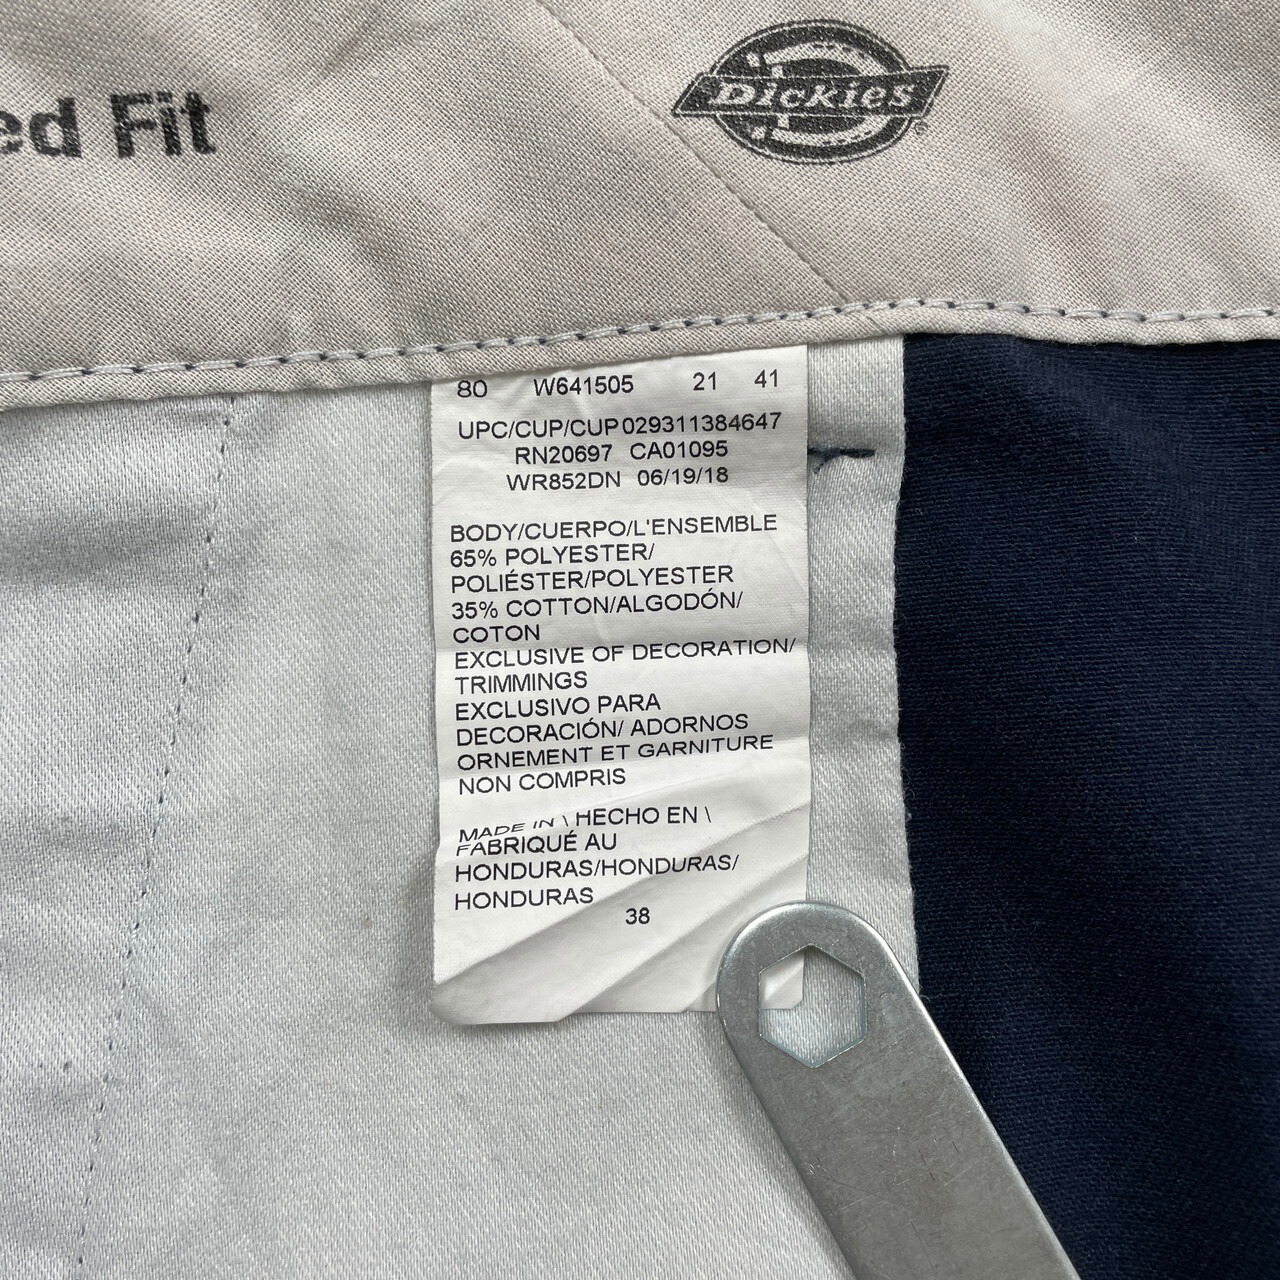 ed Fit
Dickies
80 W641505 21 41
UPC/CUP/CUP 029311384647
RN20697 CA01095
WR852DN 06/19/18
BODY/CUERPO/L'ENSEMBLE
65% POLYESTER/
POLIÉSTER/POLYESTER
35% COTTON/ALGODÓN/
COTON
EXCLUSIVE OF DECORATION/
TRIMMINGS
EXCLUSIVO PARA
DECORACIÓN/ ADORNOS
ORNEMENT ET GARNITURE
NON COMPRIS
MADE IN \ HECHO EN \
FABRIQUÉ AU
HONDURAS/HONDURAS/
HONDURAS
38